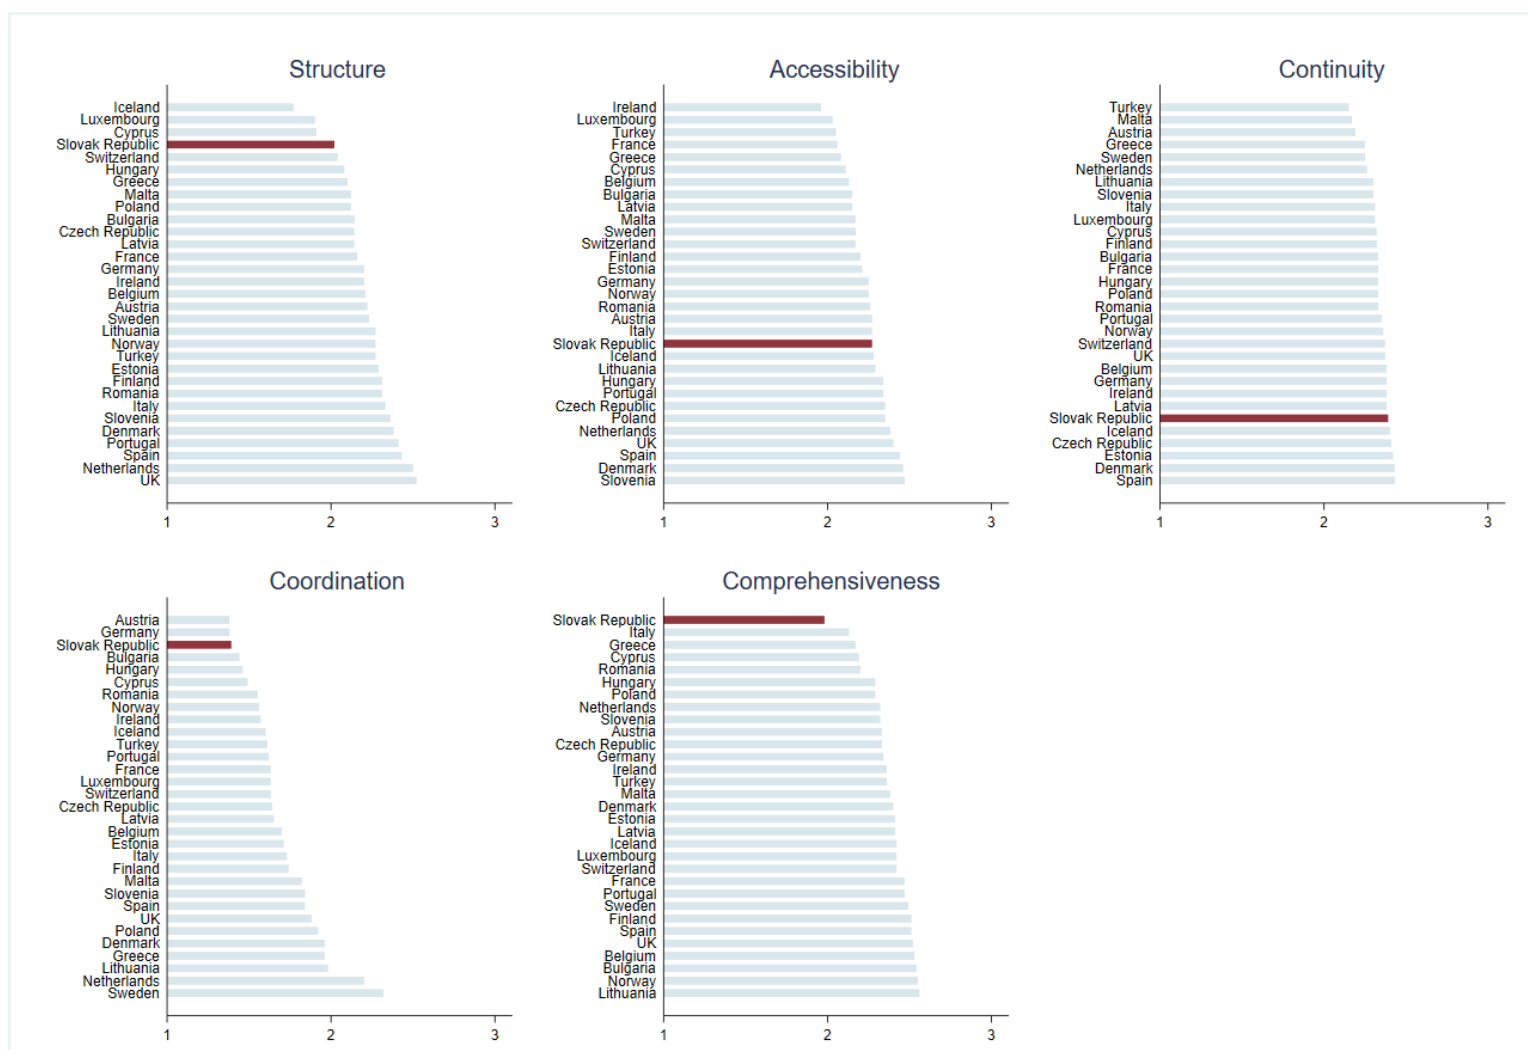 Structure
Iceland
Luxembourg
Cyprus
Slovak Republic
Switzerland
Hungary
Greece
Malta
Poland
Bulgaria
Czech Republic
Latvia
France
Germany
Ireland
Belgium
Austria
Sweden
Lithuania
Norway
Turkey
Estonia
Finland
Romania
Italy
Slovenia
Denmark
Portugal
Spain
Netherlands
UK
1 2 3
Accessibility
Ireland
Luxembourg
Turkey
France
Greece
Cyprus
Belgium
Bulgaria
Latvia
Malta
Sweden
Switzerland
Finland
Estonia
Germany
Norway
Romania
Austria
Italy
Slovak Republic
Iceland
Lithuania
Hungary
Portugal
Czech Republic
Poland
Netherlands
UK
Spain
Denmark
Slovenia
1 2 3
Continuity
Turkey
Malta
Austria
Greece
Sweden
Netherlands
Lithuania
Slovenia
Italy
Luxembourg
Cyprus
Finland
Bulgaria
France
Hungary
Poland
Romania
Portugal
Norway
Switzerland
UK
Belgium
Germany
Ireland
Latvia
Slovak Republic
Iceland
Czech Republic
Estonia
Denmark
Spain
1 2 3
Coordination
Austria
Germany
Slovak Republic
Bulgaria
Hungary
Cyprus
Romania
Norway
Ireland
Iceland
Turkey
Portugal
France
Luxembourg
Switzerland
Czech Republic
Latvia
Belgium
Estonia
Italy
Finland
Malta
Slovenia
Spain
UK
Poland
Denmark
Greece
Lithuania
Netherlands
Sweden
1 2 3
Comprehensiveness
Slovak Republic
Italy
Greece
Cyprus
Romania
Hungary
Poland
Netherlands
Slovenia
Austria
Czech Republic
Germany
Ireland
Turkey
Malta
Denmark
Estonia
Latvia
Iceland
Luxembourg
Switzerland
France
Portugal
Sweden
Finland
Spain
UK
Belgium
Bulgaria
Norway
Lithuania
1 2 3